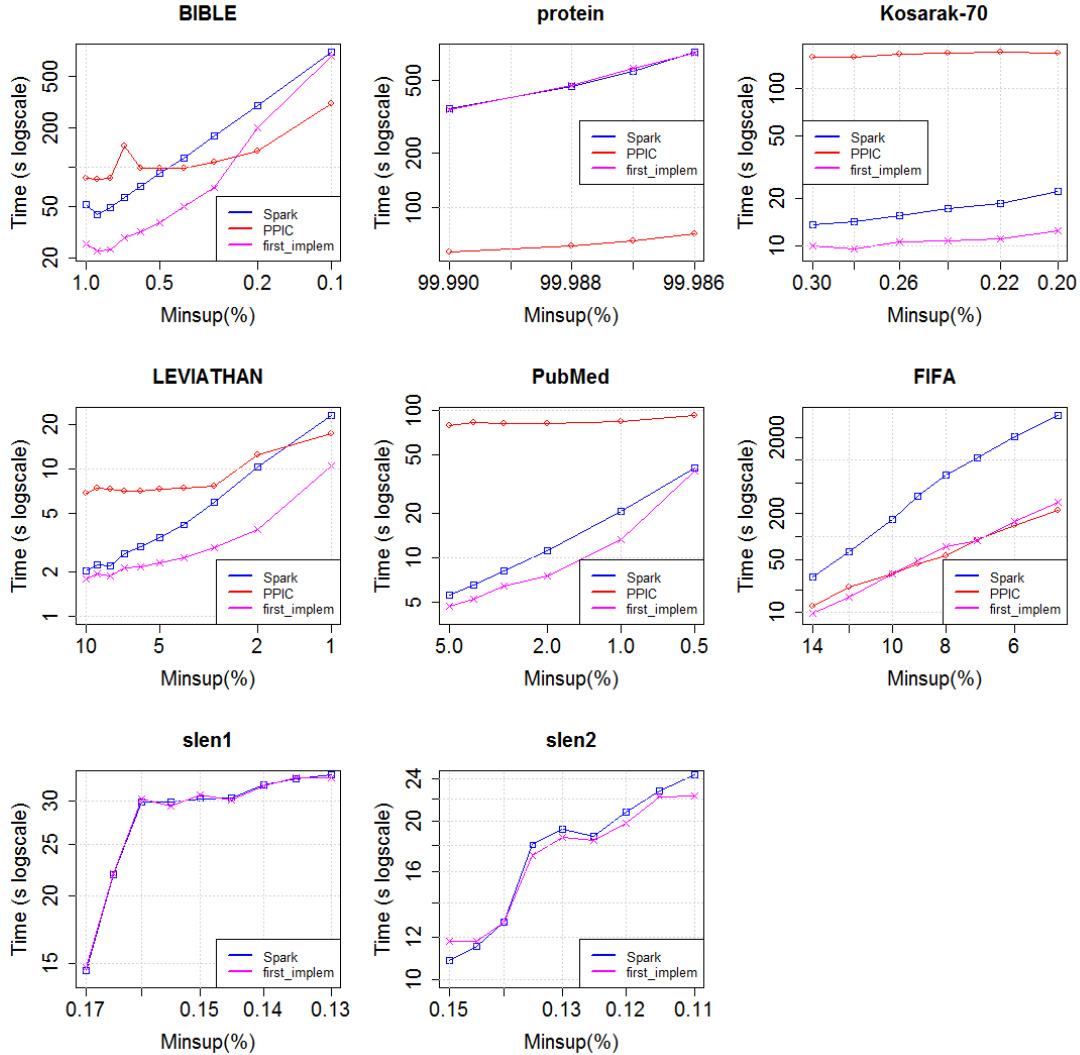 BIBLE
Time (s logscale)
500
200
50
20
1.0 0.5 0.2 0.1
Minsup(%)
Spark
PPIC
first_implem
protein
Time (s logscale)
500
200
100
99.990 99.988 99.986
Minsup(%)
Spark
PPIC
first_implem
Kosarak-70
Time (s logscale)
100
50
20
10
0.30 0.26 0.22 0.20
Minsup(%)
Spark
PPIC
first_implem
LEVIATHAN
Time (s logscale)
20
10
5
2
1
10 5 2 1
Minsup(%)
Spark
PPIC
first_implem
PubMed
Time (s logscale)
100
50
20
10
5
5.0 2.0 1.0 0.5
Minsup(%)
Spark
PPIC
first_implem
FIFA
Time (s logscale)
2000
200
50
10
14 10 8 6
Minsup(%)
Spark
PPIC
first_implem
slen1
Time (s logscale)
30
25
20
15
0.17 0.15 0.14 0.13
Minsup(%)
Spark
first_implem
slen2
Time (s logscale)
24
20
16
12
10
0.15 0.13 0.12 0.11
Minsup(%)
Spark
first_implem